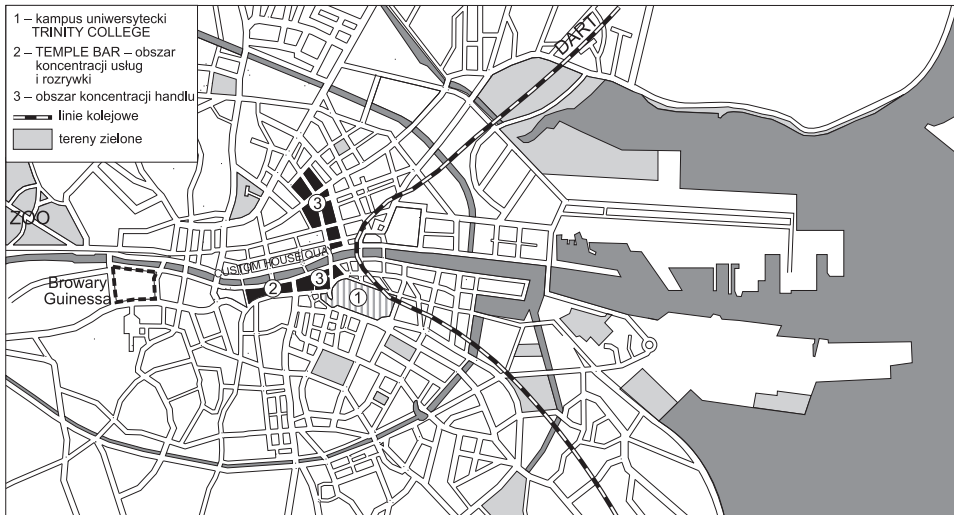 1 – kampus uniwersytecki
TRINITY COLLEGE
2 – TEMPLE BAR – obszar
koncentracji usług
i rozrywki
3 – obszar koncentracji handlu
linie kolejowe
tereny zielone
DART
3
ZOO
CUSTOM HOUSE QUAY
Browary
Guinessa
2
3
1